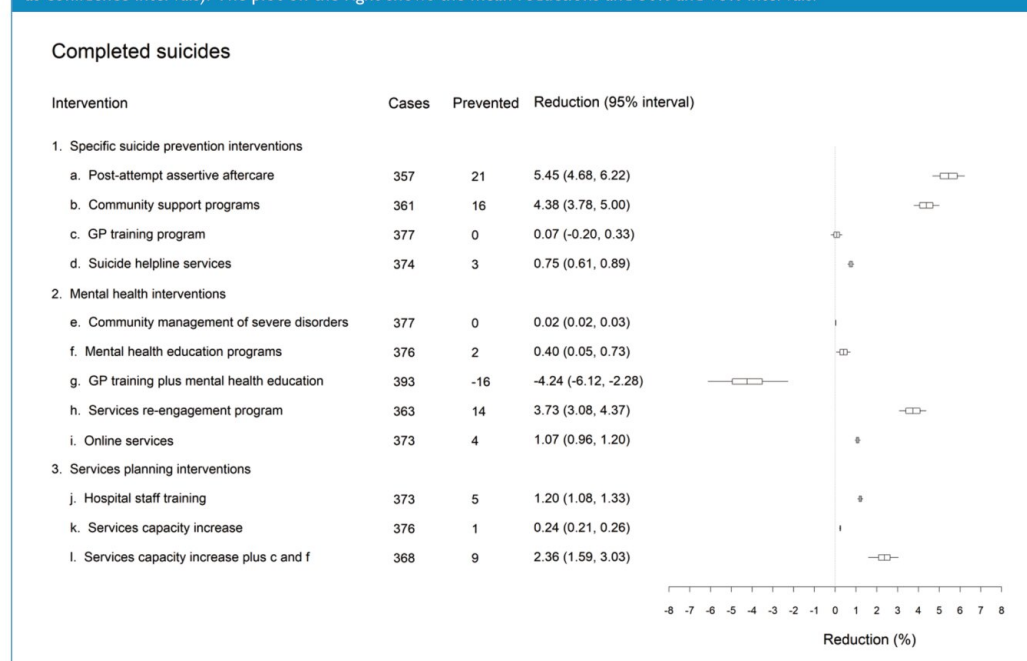 Completed suicides
Intervention Cases Prevented Reduction (95% interval)
1. Specific suicide prevention interventions
a. Post-attempt assertive aftercare 357 21 5.45 (4.68, 6.22)
b. Community support programs 361 16 4.38 (3.78, 5.00)
c. GP training program 377 0 0.07 (-0.20, 0.33)
d. Suicide helpline services 374 3 0.75 (0.61, 0.89)
2. Mental health interventions
e. Community management of severe disorders 377 0 0.02 (0.02, 0.03)
f. Mental health education programs 376 2 0.40 (0.05, 0.73)
g. GP training plus mental health education 393 -16 -4.24 (-6.12, -2.28)
h. Services re-engagement program 363 14 3.73 (3.08, 4.37)
i. Online services 373 4 1.07 (0.96, 1.20)
3. Services planning interventions
j. Hospital staff training 373 5 1.20 (1.08, 1.33)
k. Services capacity increase 376 1 0.24 (0.21, 0.26)
l. Services capacity increase plus c and f 368 9 2.36 (1.59, 3.03)
-8 -7 -6 -5 -4 -3 -2 -1 0 1 2 3 4 5 6 7 8
Reduction (%)